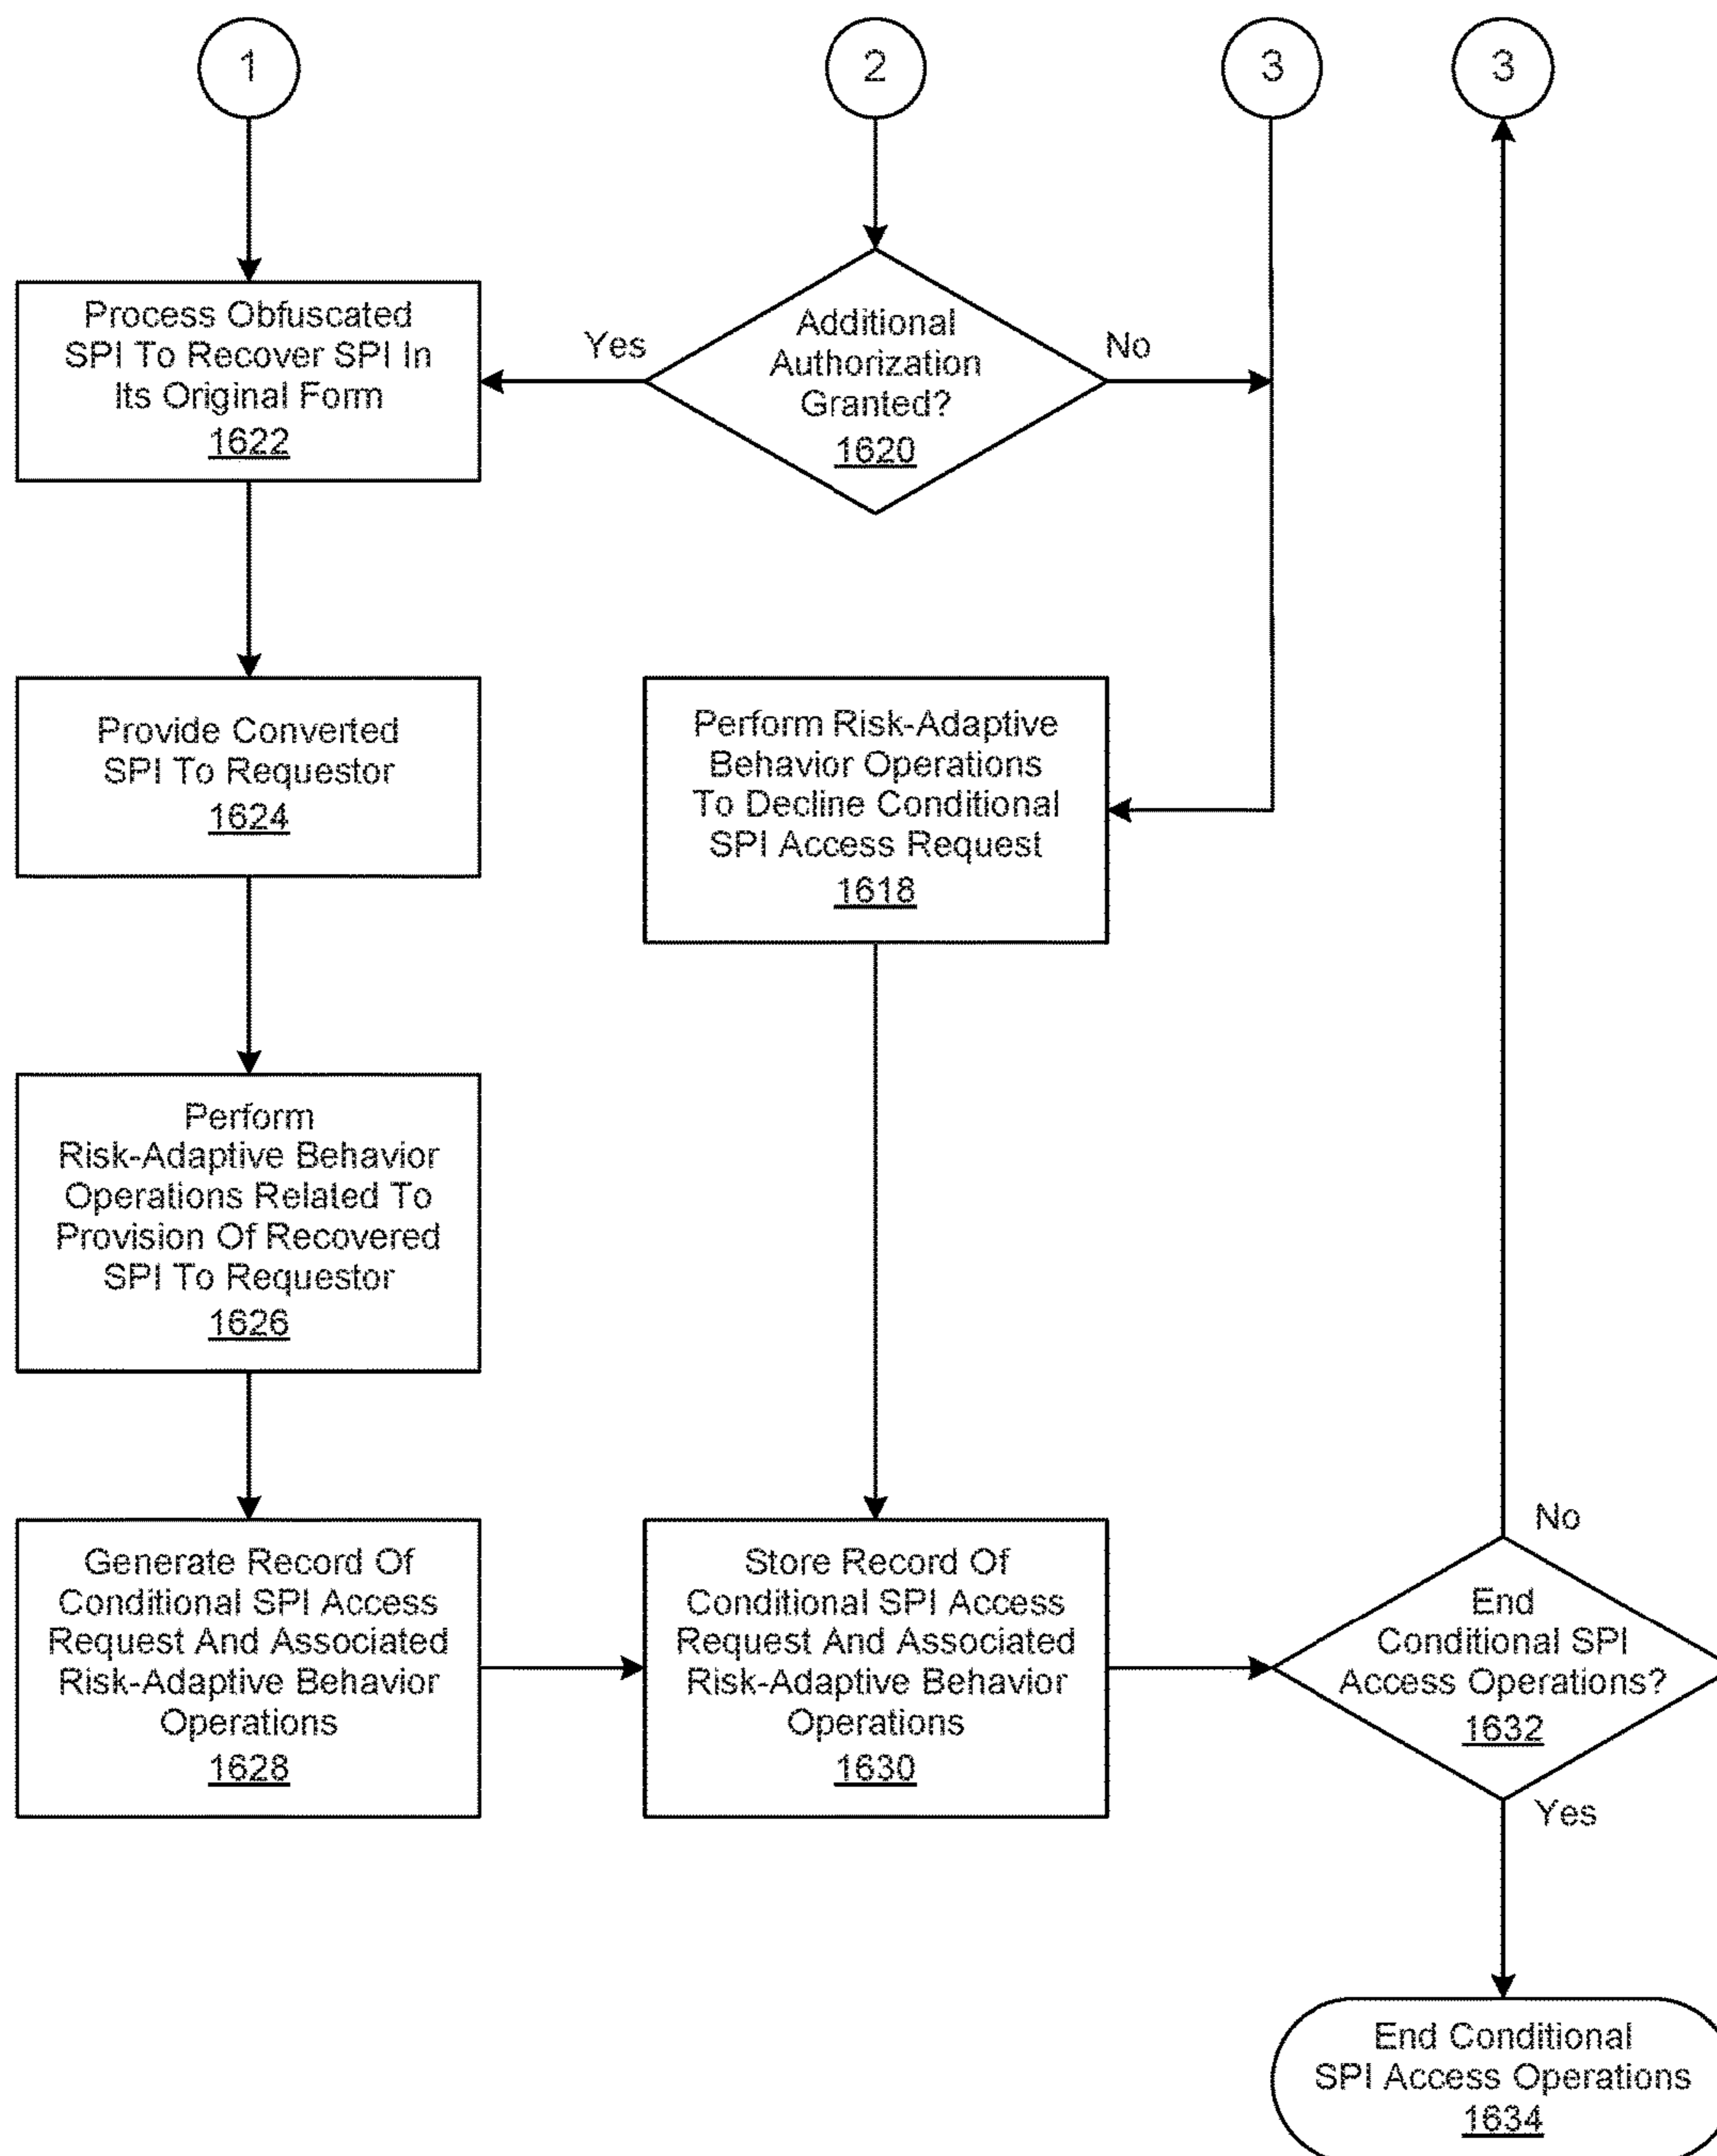 1
2
3
3
Process Obfuscated
SPI To Recover SPI In
Its Original Form
1622
Yes
Additional
Authorization
Granted?
1620
No
Provide Converted
SPI To Requestor
1624
Perform Risk-Adaptive
Behavior Operations
To Decline Conditional
SPI Access Request
1618
Perform
Risk-Adaptive Behavior
Operations Related To
Provision Of Recovered
SPI To Requestor
1626
Generate Record Of
Conditional SPI Access
Request And Associated
Risk-Adaptive Behavior
Operations
1628
Store Record Of
Conditional SPI Access
Request And Associated
Risk-Adaptive Behavior
Operations
1630
No
End
Conditional SPI
Access Operations?
1632
Yes
End Conditional
SPI Access Operations
1634